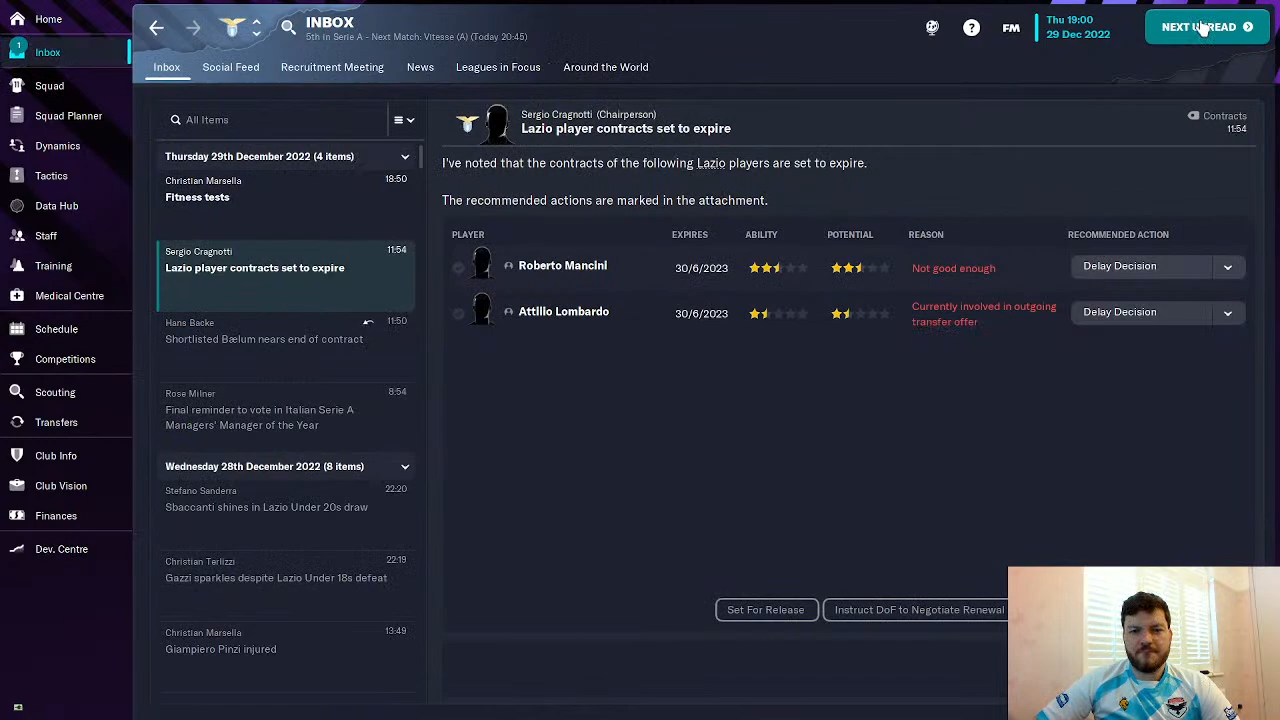 Home
1
Inbox
Squad
Squad Planner
Dynamics
Tactics
Data Hub
Staff
Training
Medical Centre
Schedule
Competitions
Scouting
Transfers
Club Info
Club Vision
Finances
Dev. Centre
INBOX
5th in Serie A - Next Match: Vitesse (A) (Today 20:45)
?
FM
Thu 19:00
29 Dec 2022
NEXT UNREAD
Inbox
Social Feed
Recruitment Meeting
News
Leagues in Focus
Around the World
All Items
Thursday 29th December 2022 (4 items)
Christian Marsella 18:50
Fitness tests
Sergio Cragnotti 11:54
Lazio player contracts set to expire
Hans Backe 11:50
Shortlisted Bælum nears end of contract
Rose Milner 8:54
Final reminder to vote in Italian Serie A
Managers' Manager of the Year
Wednesday 28th December 2022 (8 items)
Stefano Sanderra 22:20
Sbaccanti shines in Lazio Under 20s draw
Christian Terlizzi 22:19
Gazzi sparkles despite Lazio Under 18s defeat
Christian Marsella 13:49
Giampiero Pinzi injured
Sergio Cragnotti (Chairperson)
Lazio player contracts set to expire
Contracts
11:54
I've noted that the contracts of the following Lazio players are set to expire.
The recommended actions are marked in the attachment.
PLAYER EXPIRES ABILITY POTENTIAL REASON RECOMMENDED ACTION
Roberto Mancini 30/6/2023 Not good enough Delay Decision
Attilio Lombardo 30/6/2023 Currently involved in outgoing transfer offer Delay Decision
Set For Release
Instruct DoF to Negotiate Renewal